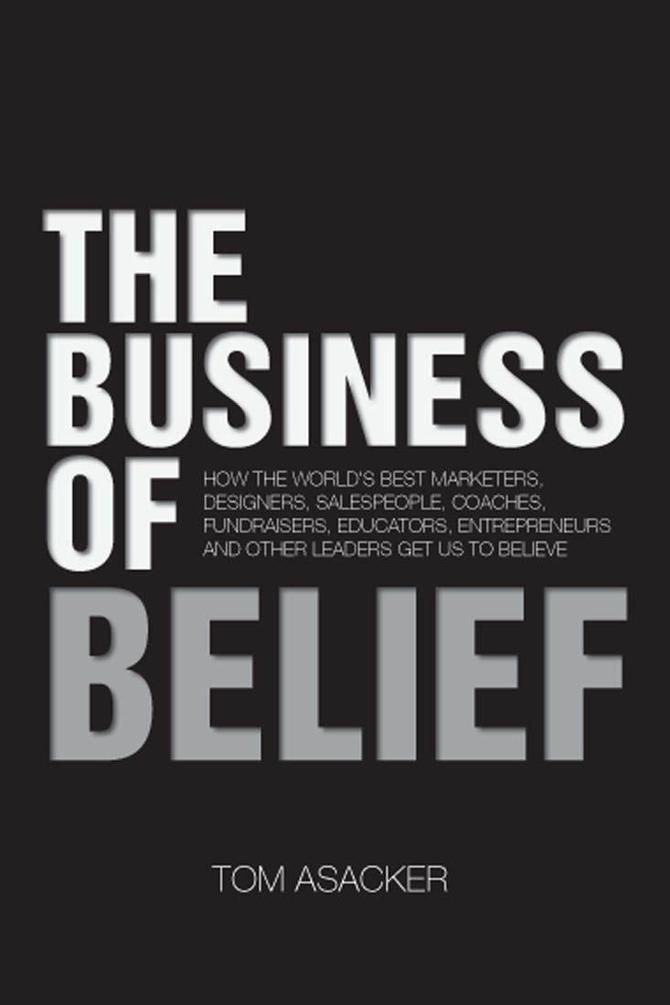 THE
BUSINESS
OF
HOW THE WORLD'S BEST MARKETERS,
DESIGNERS, SALESPEOPLE, COACHES,
FUNDRAISERS, EDUCATORS, ENTREPRENEURS
AND OTHER LEADERS GET US TO BELIEVE
BELIEF
TOM ASACKER